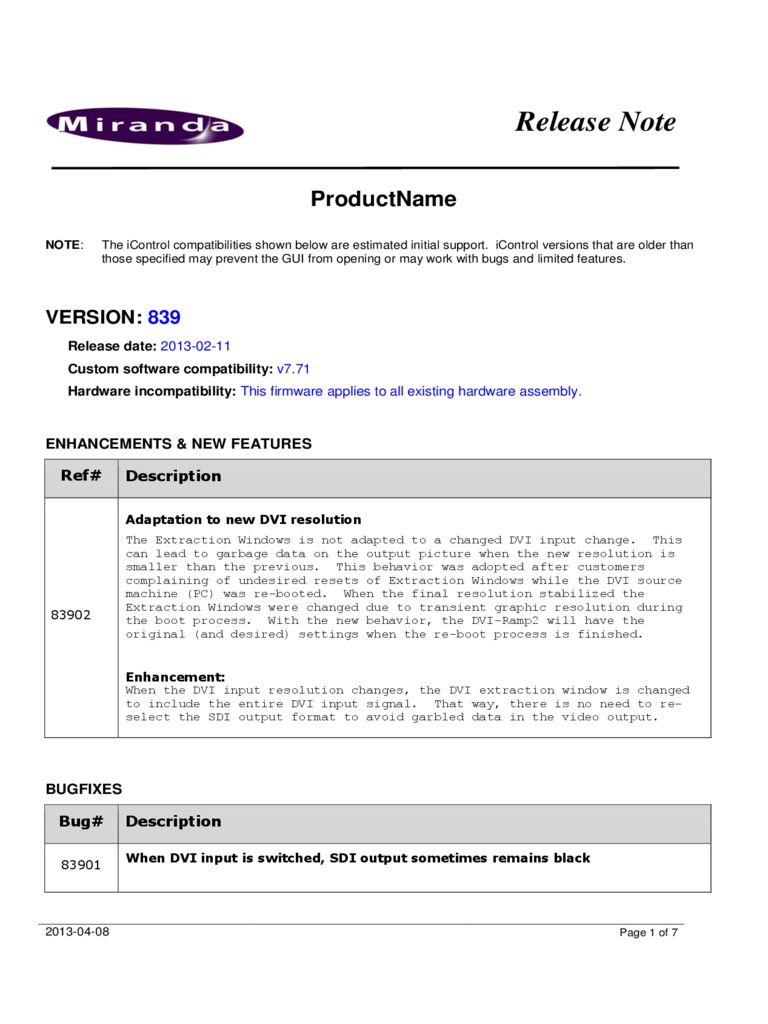 Miranda
Release Note
ProductName
NOTE: The iControl compatibilities shown below are estimated initial support. iControl versions that are older than
those specified may prevent the GUI from opening or may work with bugs and limited features.
VERSION: 839
Release date: 2013-02-11
Custom software compatibility: v7.71
Hardware incompatibility: This firmware applies to all existing hardware assembly.
ENHANCEMENTS & NEW FEATURES
Ref# Description
Adaptation to new DVI resolution
The Extraction Windows is not adapted to a changed DVI input change. This
can lead to garbage data on the output picture when the new resolution is
smaller than the previous. This behavior was adopted after customers
complaining of undesired resets of Extraction Windows while the DVI source
machine (PC) was re-booted. When the final resolution stabilized the
Extraction Windows were changed due to transient graphic resolution during
83902
the boot process. With the new behavior, the DVI-Ramp2 will have the
original (and desired) settings when the re-boot process is finished.
Enhancement:
When the DVI input resolution changes, the DVI extraction window is changed
to include the entire DVI input signal. That way, there is no need to re-
select the SDI output format to avoid garbled data in the video output.
BUGFIXES
Bug# Description
83901 When DVI input is switched, SDI output sometimes remains black
2013-04-08 Page 1 of 7